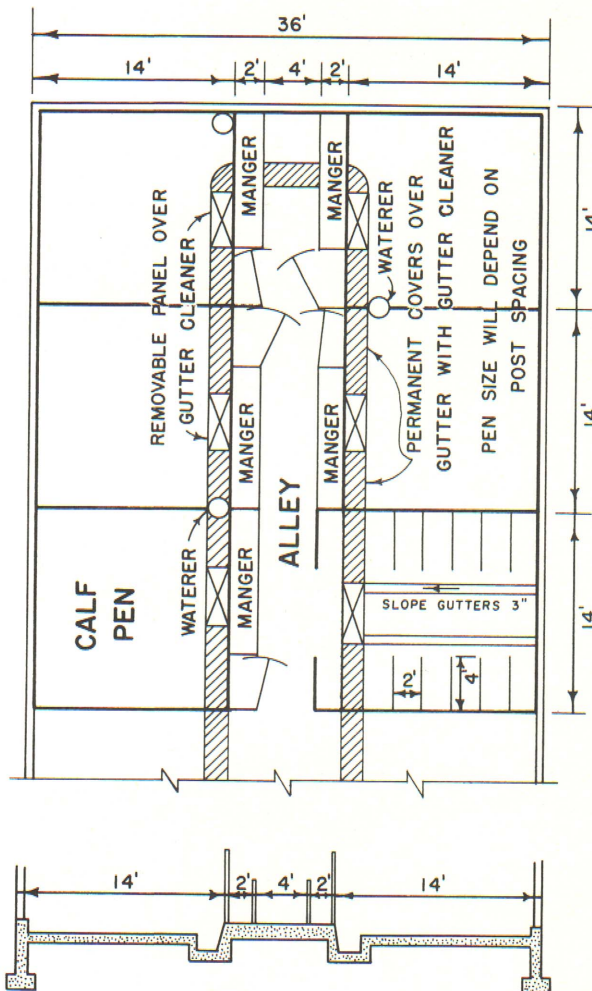 36'
14'
2'
4'
2'
14'
MANGER
MANGER
REMOVABLE PANEL OVER
GUTTER CLEANER
WATERER
PERMANENT COVERS OVER
GUTTER WITH GUTTER CLEANER
PEN SIZE WILL DEPEND ON
POST SPACING
14'
MANGER
MANGER
ALLEY
14'
CALF
PEN
WATERER
MANGER
SLOPE GUTTERS 3"
2'
4'
14'
14'
2'
4'
2'
14'